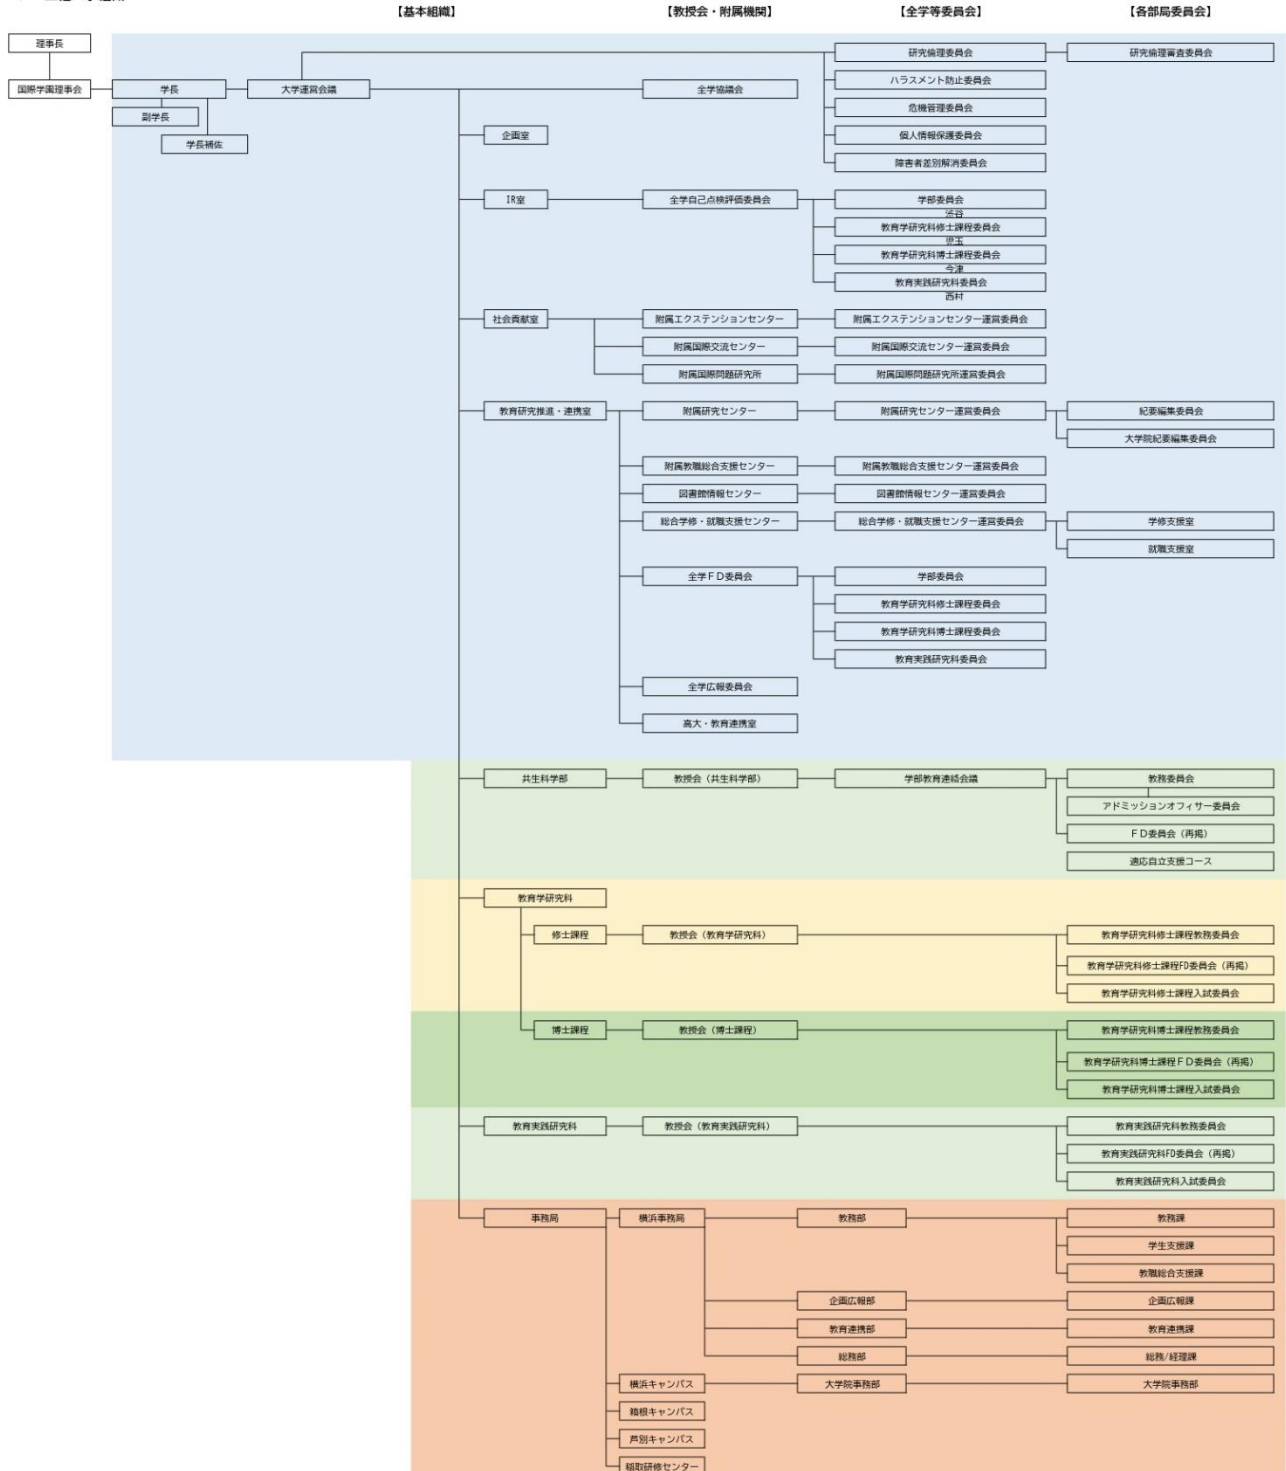 【基本組織】 【教授会・附属機関】 【全学等委員会】 【各部局委員会】
理事長
研究倫理委員会 研究倫理審査委員会
ハラスメント防止委員会
国際学園理事会 学長 大学運営会議 全学協議会
危機管理委員会
副学長
企画室 個人情報保護委員会
学長補佐
障害者差別解消委員会
IR室 全学自己点検評価委員会 学部委員会
渋谷
教育学研究科修士課程委員会
児玉
教育学研究科博士課程委員会
今津
教育実践研究科委員会
西村
社会貢献室 附属エクステンションセンター 附属エクステンションセンター運営委員会
附属国際交流センター 附属国際交流センター運営委員会
附属国際問題研究所 附属国際問題研究所運営委員会
教育研究推進・連携室 附属研究センター 附属研究センター運営委員会 紀要編集委員会
大学院紀要編集委員会
附属教職総合支援センター 附属教職総合支援センター運営委員会
図書館情報センター 図書館情報センター運営委員会
総合学修・就職支援センター 総合学修・就職支援センター運営委員会 学修支援室
就職支援室
全学ＦＤ委員会 学部委員会
教育学研究科修士課程委員会
教育学研究科博士課程委員会
教育実践研究科委員会
全学広報委員会
高大・教育連携室
共生科学部 教授会（共生科学部） 学部教育連絡会議 教務委員会
アドミッションオフィサー委員会
ＦＤ委員会（再掲）
適応自立支援コース
教育学研究科
修士課程 教授会（教育学研究科） 教育学研究科修士課程教務委員会
教育学研究科修士課程FD委員会（再掲）
教育学研究科修士課程入試委員会
博士課程 教授会（博士課程） 教育学研究科博士課程教務委員会
教育学研究科博士課程ＦＤ委員会（再掲）
教育学研究科博士課程入試委員会
教育実践研究科 教授会（教育実践研究科） 教育実践研究科教務委員会
教育実践研究科FD委員会（再掲）
教育実践研究科入試委員会
事務局 横浜事務局 教務部 教務課
学生支援課
教職総合支援課
企画広報部 企画広報課
教育連携部 教育連携課
総務部 総務/経理課
横浜キャンパス 大学院事務部 大学院事務部
箱根キャンパス
芦別キャンパス
稲取研修センター